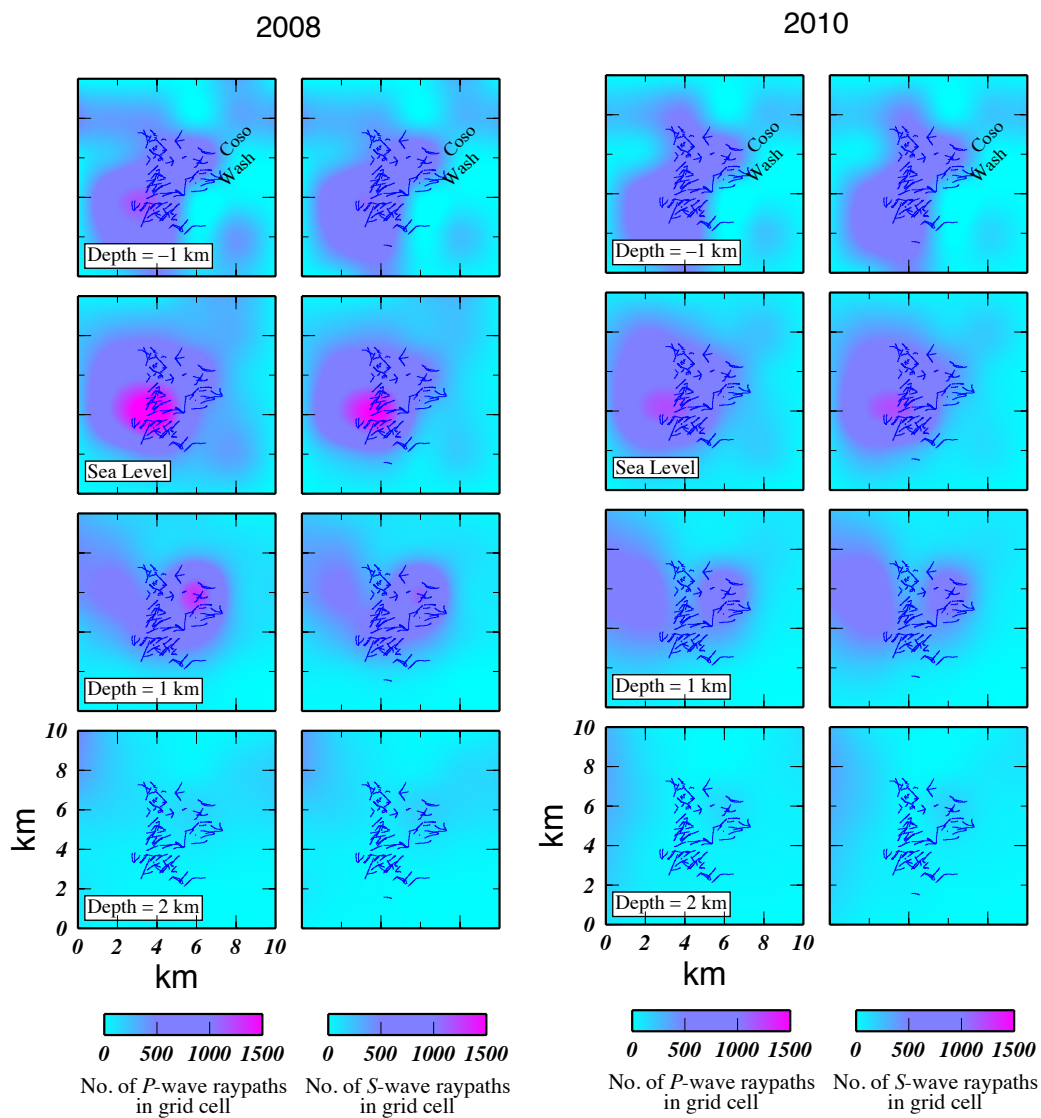 2008
2010
Coso
Wash
Depth = –1 km
Coso
Wash
Coso
Wash
Depth = –1 km
Coso
Wash
Sea Level
Sea Level
Depth = 1 km
Depth = 1 km
10
8
6
4
2
0
km
Depth = 2 km
0 2 4 6 8 10
km
10
8
6
4
2
0
km
Depth = 2 km
0 2 4 6 8 10
km
0 500 1000 1500
No. of P-wave raypaths
in grid cell
0 500 1000 1500
No. of S-wave raypaths
in grid cell
0 500 1000 1500
No. of P-wave raypaths
in grid cell
0 500 1000 1500
No. of S-wave raypaths
in grid cell